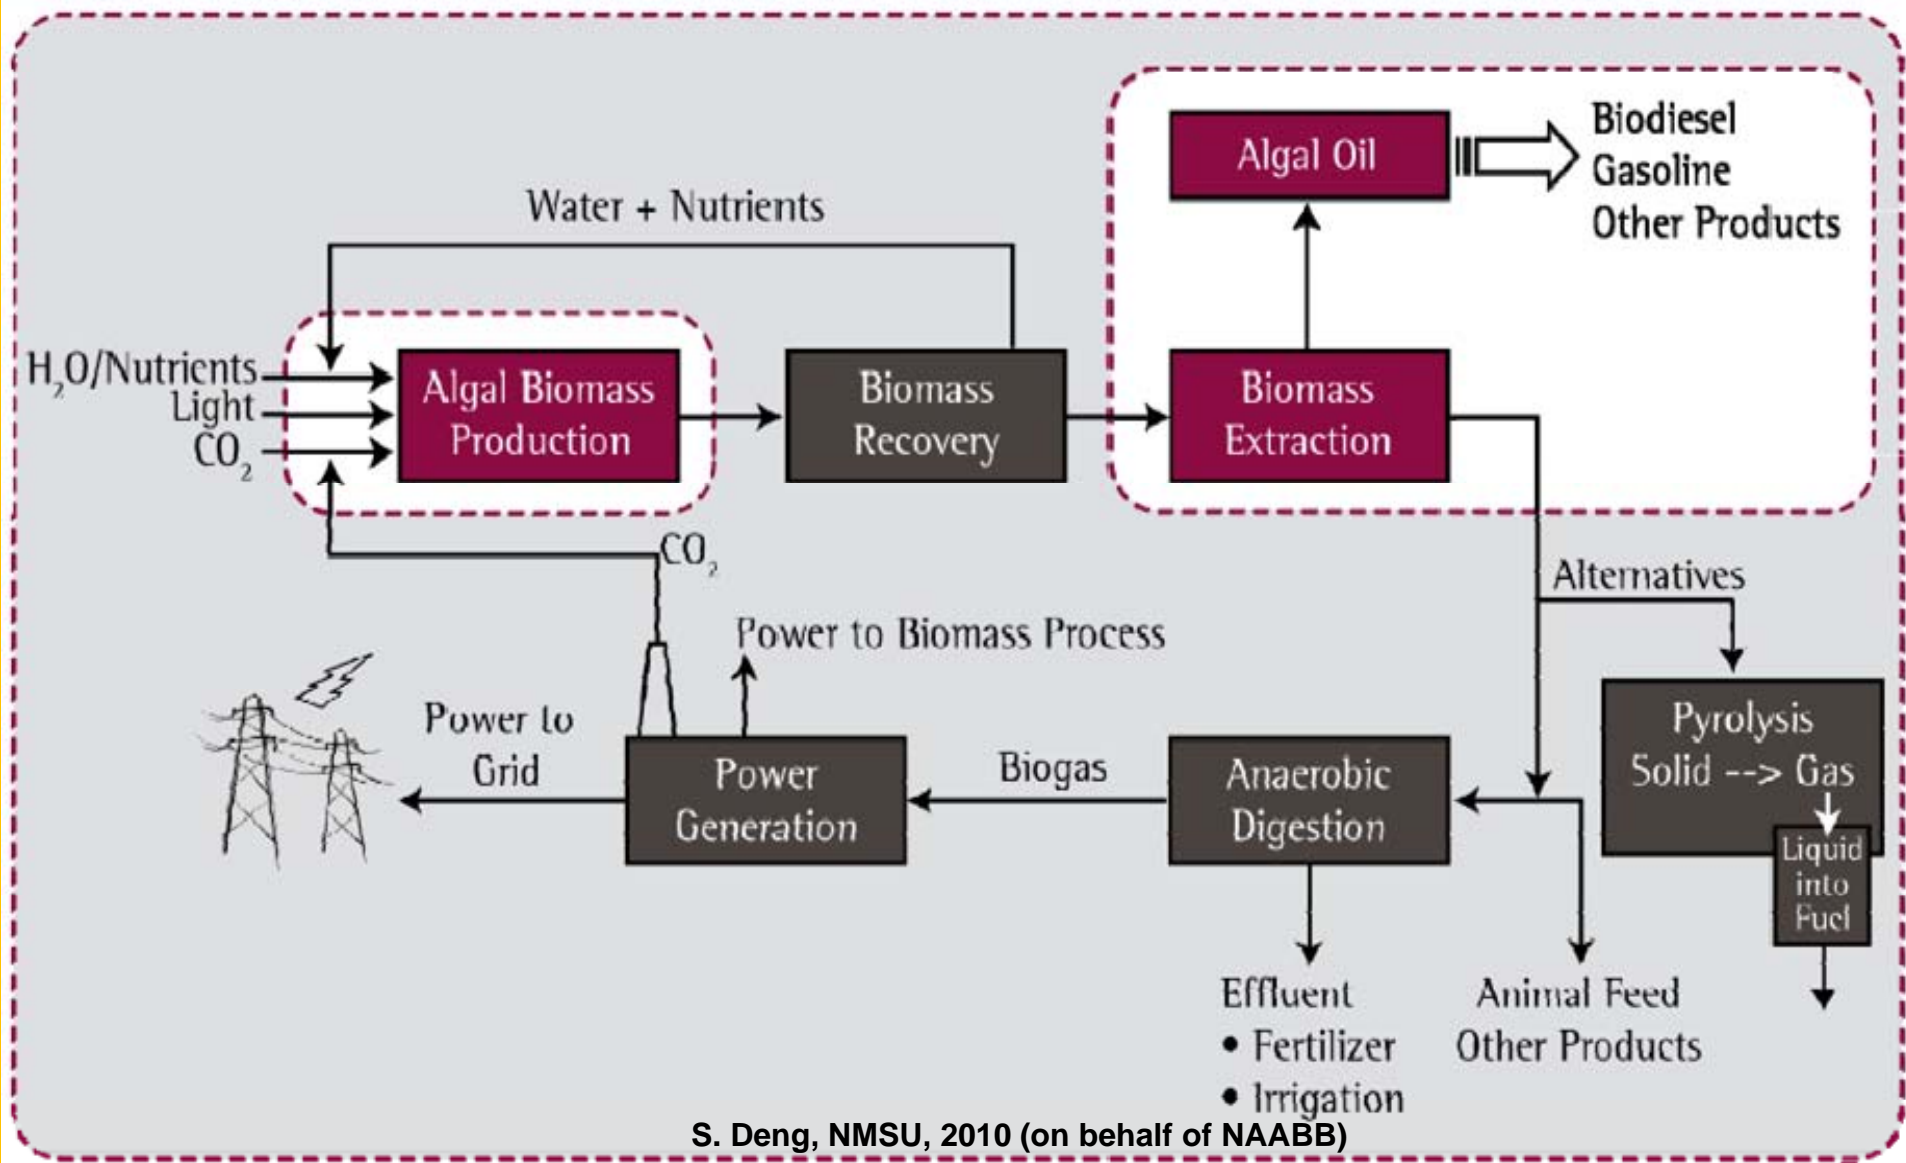 Algal Oil
Biodiesel
Gasoline
Other Products
Water + Nutrients
H₂O/Nutrients
Light
CO₂
Algal Biomass
Production
Biomass
Recovery
Biomass
Extraction
CO₂
Alternatives
Power to Biomass Process
Power to
Grid
Power
Generation
Biogas
Anaerobic
Digestion
Pyrolysis
Solid --> Gas
Liquid
into
Fuel
Effluent
• Fertilizer
• Irrigation
Animal Feed
Other Products
S. Deng, NMSU, 2010 (on behalf of NAABB)